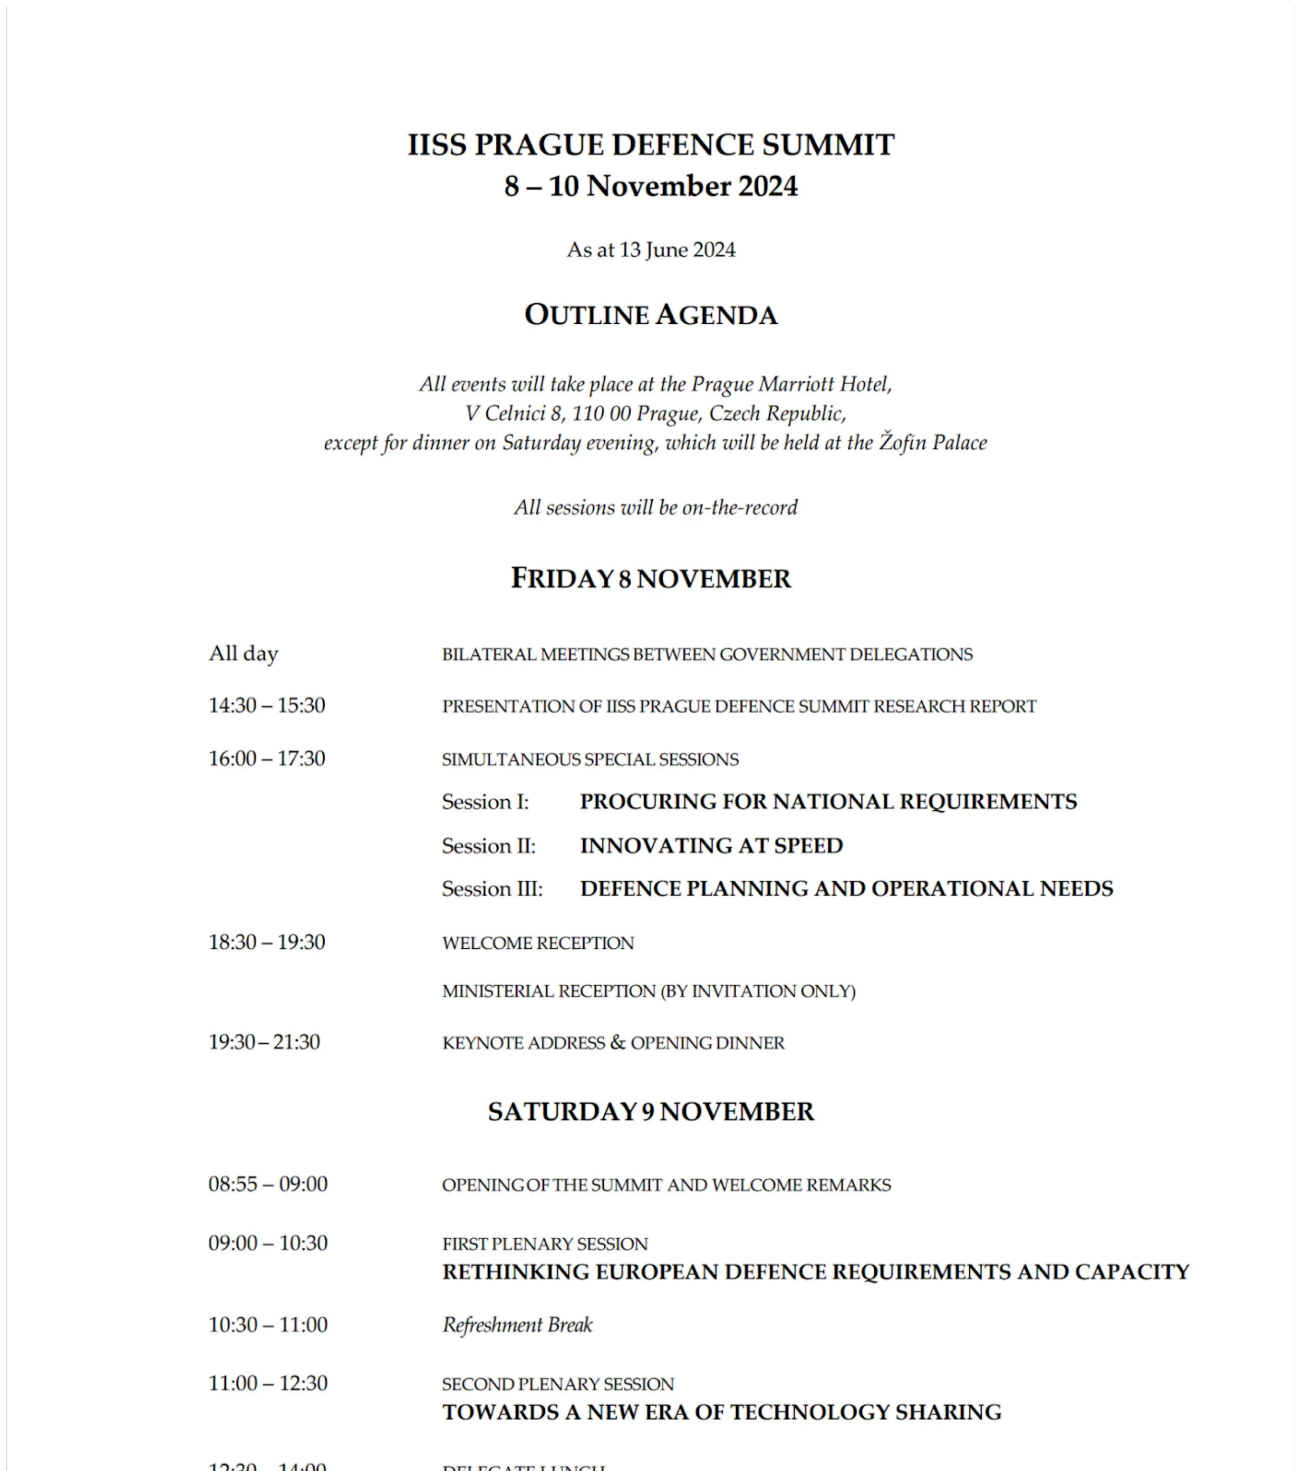 IISS PRAGUE DEFENCE SUMMIT
8 – 10 November 2024
As at 13 June 2024
OUTLINE AGENDA
All events will take place at the Prague Marriott Hotel,
V Celnici 8, 110 00 Prague, Czech Republic,
except for dinner on Saturday evening, which will be held at the Žofín Palace
All sessions will be on-the-record
FRIDAY 8 NOVEMBER
All day BILATERAL MEETINGS BETWEEN GOVERNMENT DELEGATIONS
14:30 – 15:30 PRESENTATION OF IISS PRAGUE DEFENCE SUMMIT RESEARCH REPORT
16:00 – 17:30 SIMULTANEOUS SPECIAL SESSIONS
Session I: PROCURING FOR NATIONAL REQUIREMENTS
Session II: INNOVATING AT SPEED
Session III: DEFENCE PLANNING AND OPERATIONAL NEEDS
18:30 – 19:30 WELCOME RECEPTION
MINISTERIAL RECEPTION (BY INVITATION ONLY)
19:30 – 21:30 KEYNOTE ADDRESS & OPENING DINNER
SATURDAY 9 NOVEMBER
08:55 – 09:00 OPENING OF THE SUMMIT AND WELCOME REMARKS
09:00 – 10:30 FIRST PLENARY SESSION
RETHINKING EUROPEAN DEFENCE REQUIREMENTS AND CAPACITY
10:30 – 11:00 Refreshment Break
11:00 – 12:30 SECOND PLENARY SESSION
TOWARDS A NEW ERA OF TECHNOLOGY SHARING
12:30 – 14:00 DELEGATE LUNCH